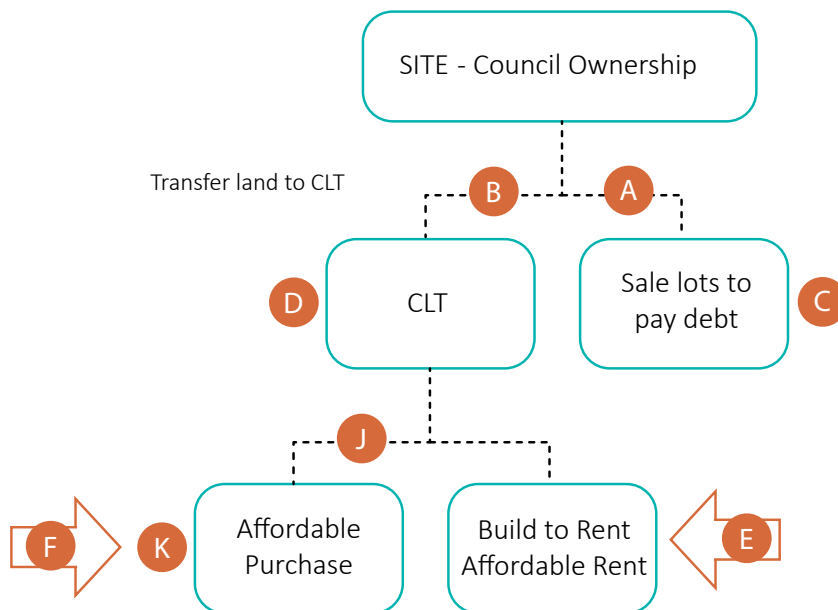 SITE - Council Ownership
Transfer land to CLT
B
A
D
CLT
Sale lots to
pay debt
C
J
F
K
Affordable
Purchase
Build to Rent
Affordable Rent
E